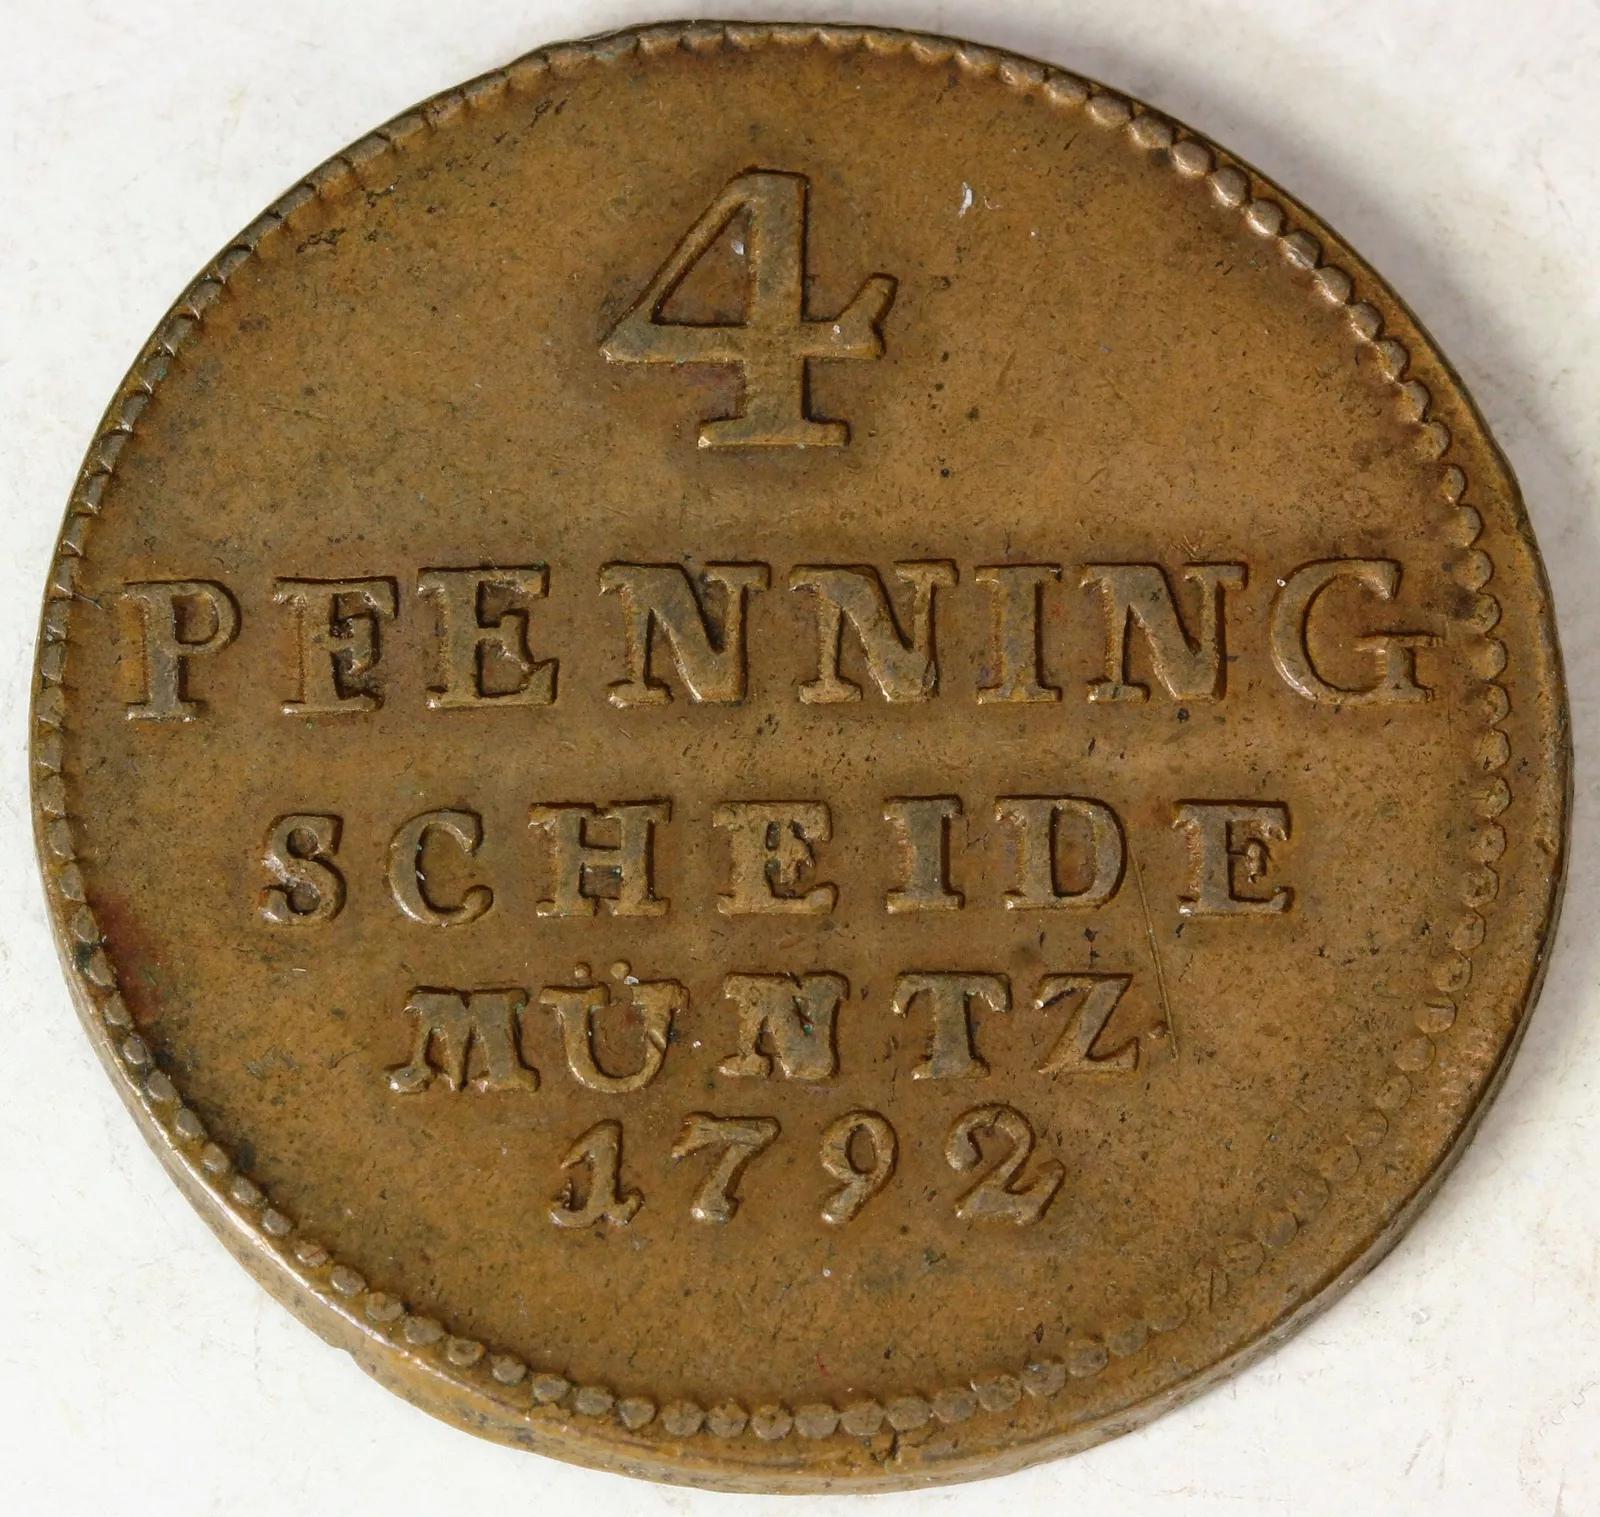 4
PFENNING
SCHEIDE
MÜNTZ.
1792